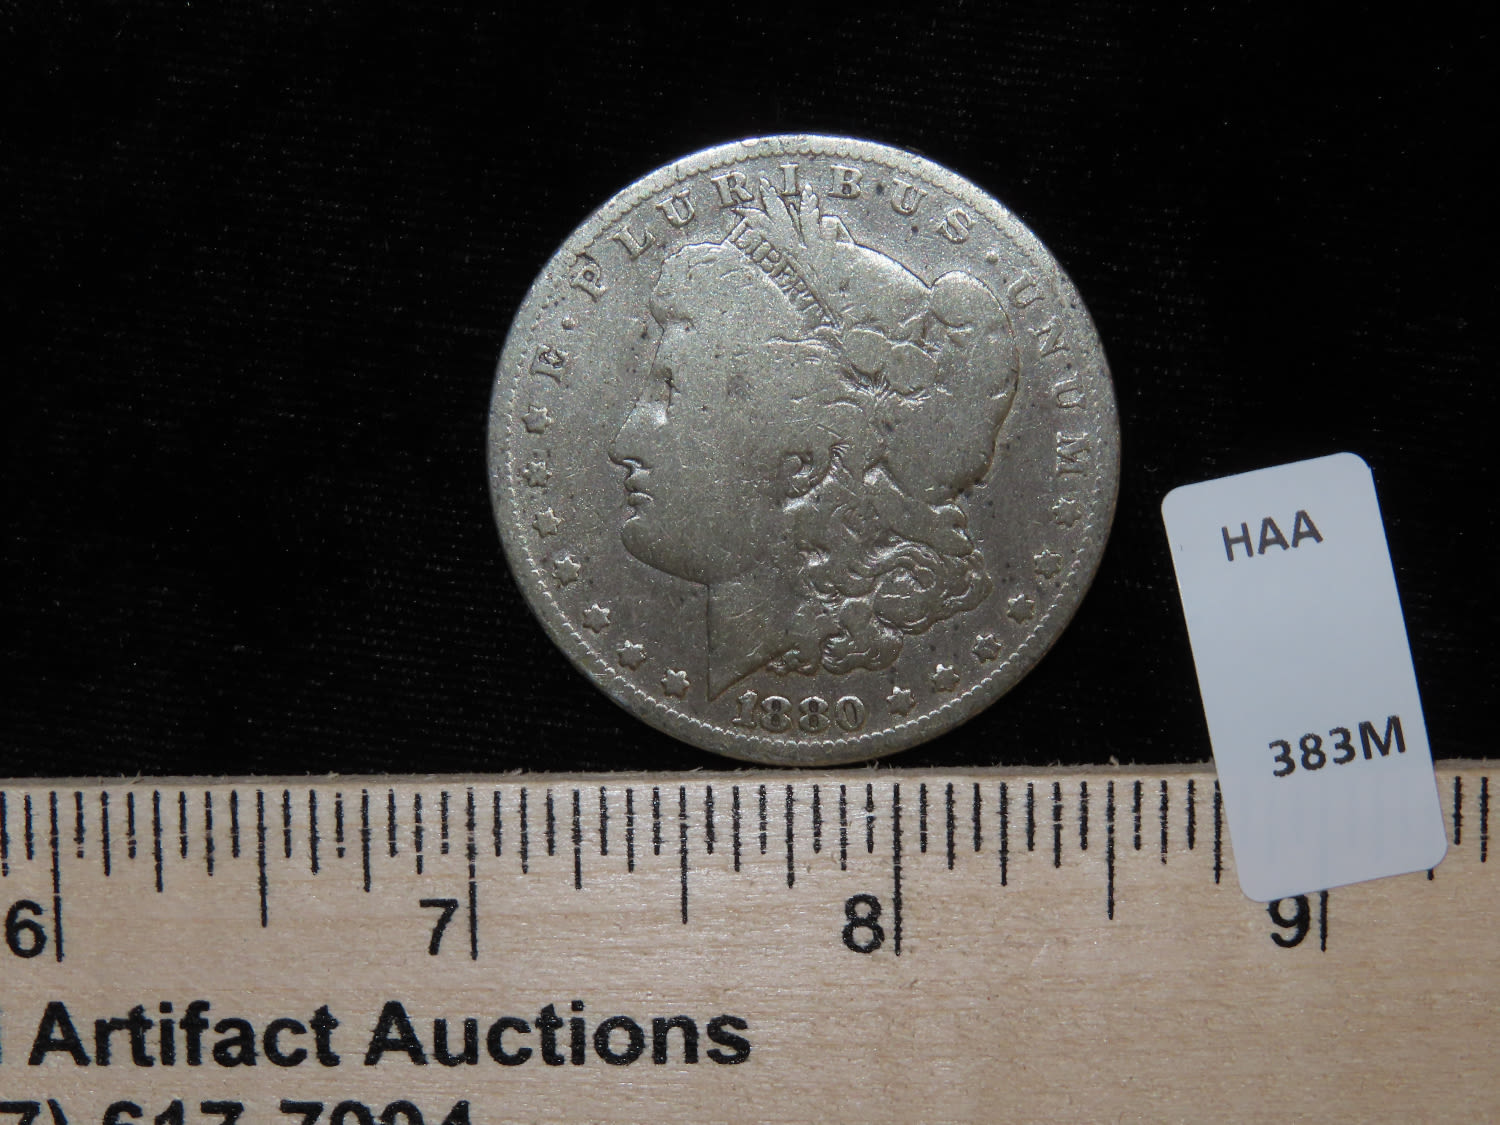 E · PLURIBUS · UNUM
LIBERTY
1880
HAA
383M
6 7 8 9
Artifact Auctions